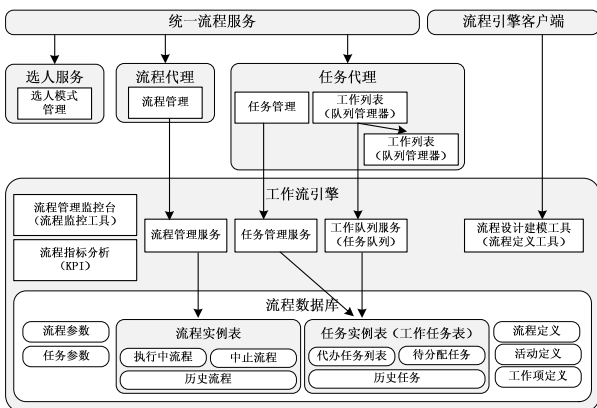 统一流程服务
流程引擎客户端
选人服务
选人模式
管理
流程代理
流程管理
任务代理
任务管理
工作列表
（队列管理器）
工作列表
（队列管理器）
工作流引擎
流程管理监控台
（流程监控工具）
流程指标分析
（KPI）
流程管理服务
任务管理服务
工作队列服务
（任务队列）
流程设计建模工具
（流程定义工具）
流程数据库
流程参数
任务参数
流程实例表
执行中流程
中止流程
历史流程
任务实例表（工作任务表）
代办任务列表
待分配任务
历史任务
流程定义
活动定义
工作项定义